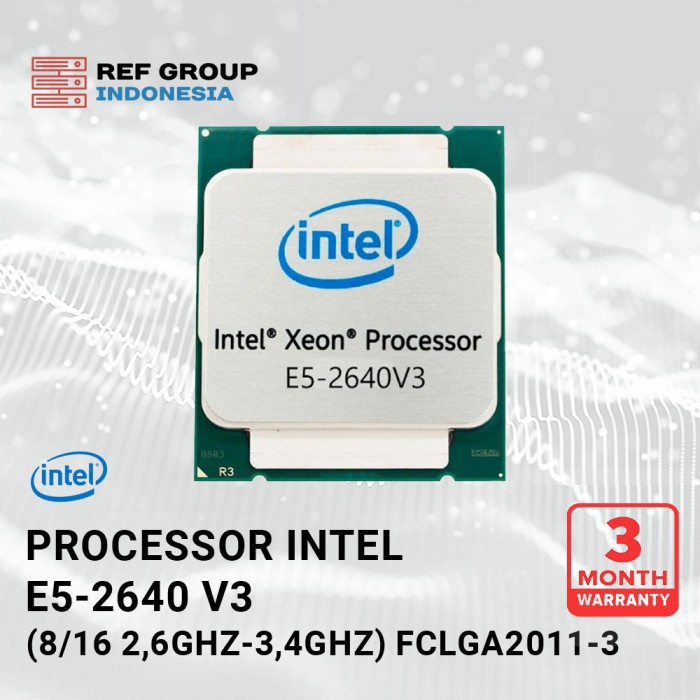 REF GROUP
INDONESIA
intel®
Intel® Xeon® Processor
E5-2640V3
0803
R3
intel
PROCESSOR INTEL
E5-2640 V3
(8/16 2,6GHZ-3,4GHZ) FCLGA2011-3
3
MONTH
WARRANTY